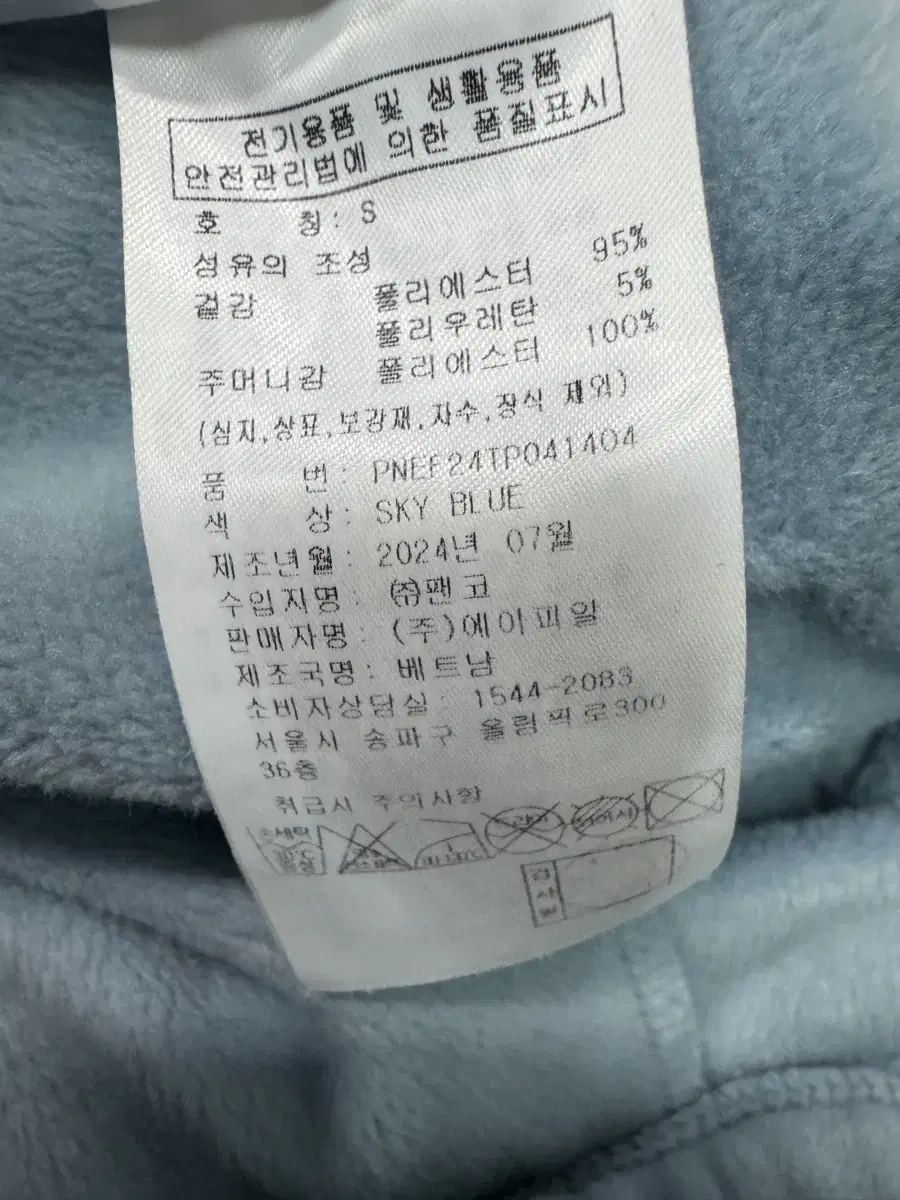 전기용품 및 생활용품
안전관리법에 의한 품질표시
호 칭: S
섬유의 조성
겉감 폴리에스터 95%
폴리우레탄 5%
주머니감 폴리에스터 100%
(심지,상표,보강재,자수,장식 제외)
품 번: PNEF24TP041404
색 상: SKY BLUE
제조년월: 2024년 07월
수입자명: ㈜팬코
판매자명: (주)에이피알
제조국명: 베트남
소비자상담실: 1544-2083
서울시 송파구 올림픽로300
36층
취급시 주의사항
손세탁
검사필